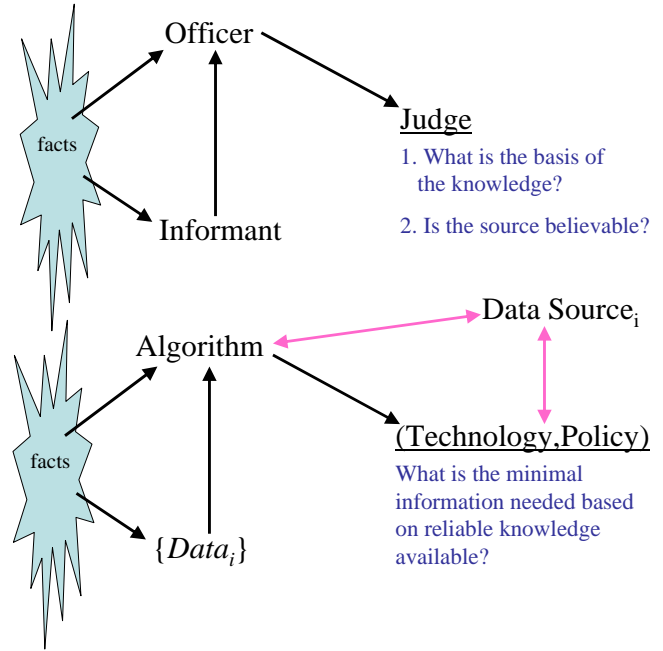 Officer
facts
Judge
1. What is the basis of
the knowledge?
2. Is the source believable?
Informant
Data Sourceᵢ
Algorithm
(Technology,Policy)
facts
What is the minimal
information needed based
on reliable knowledge
available?
{Dataᵢ}